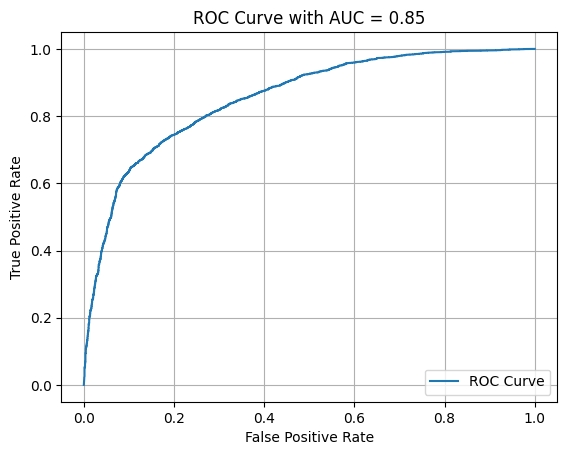 ROC Curve with AUC = 0.85
True Positive Rate
1.0
0.8
0.6
0.4
0.2
0.0
ROC Curve
0.0 0.2 0.4 0.6 0.8 1.0
False Positive Rate